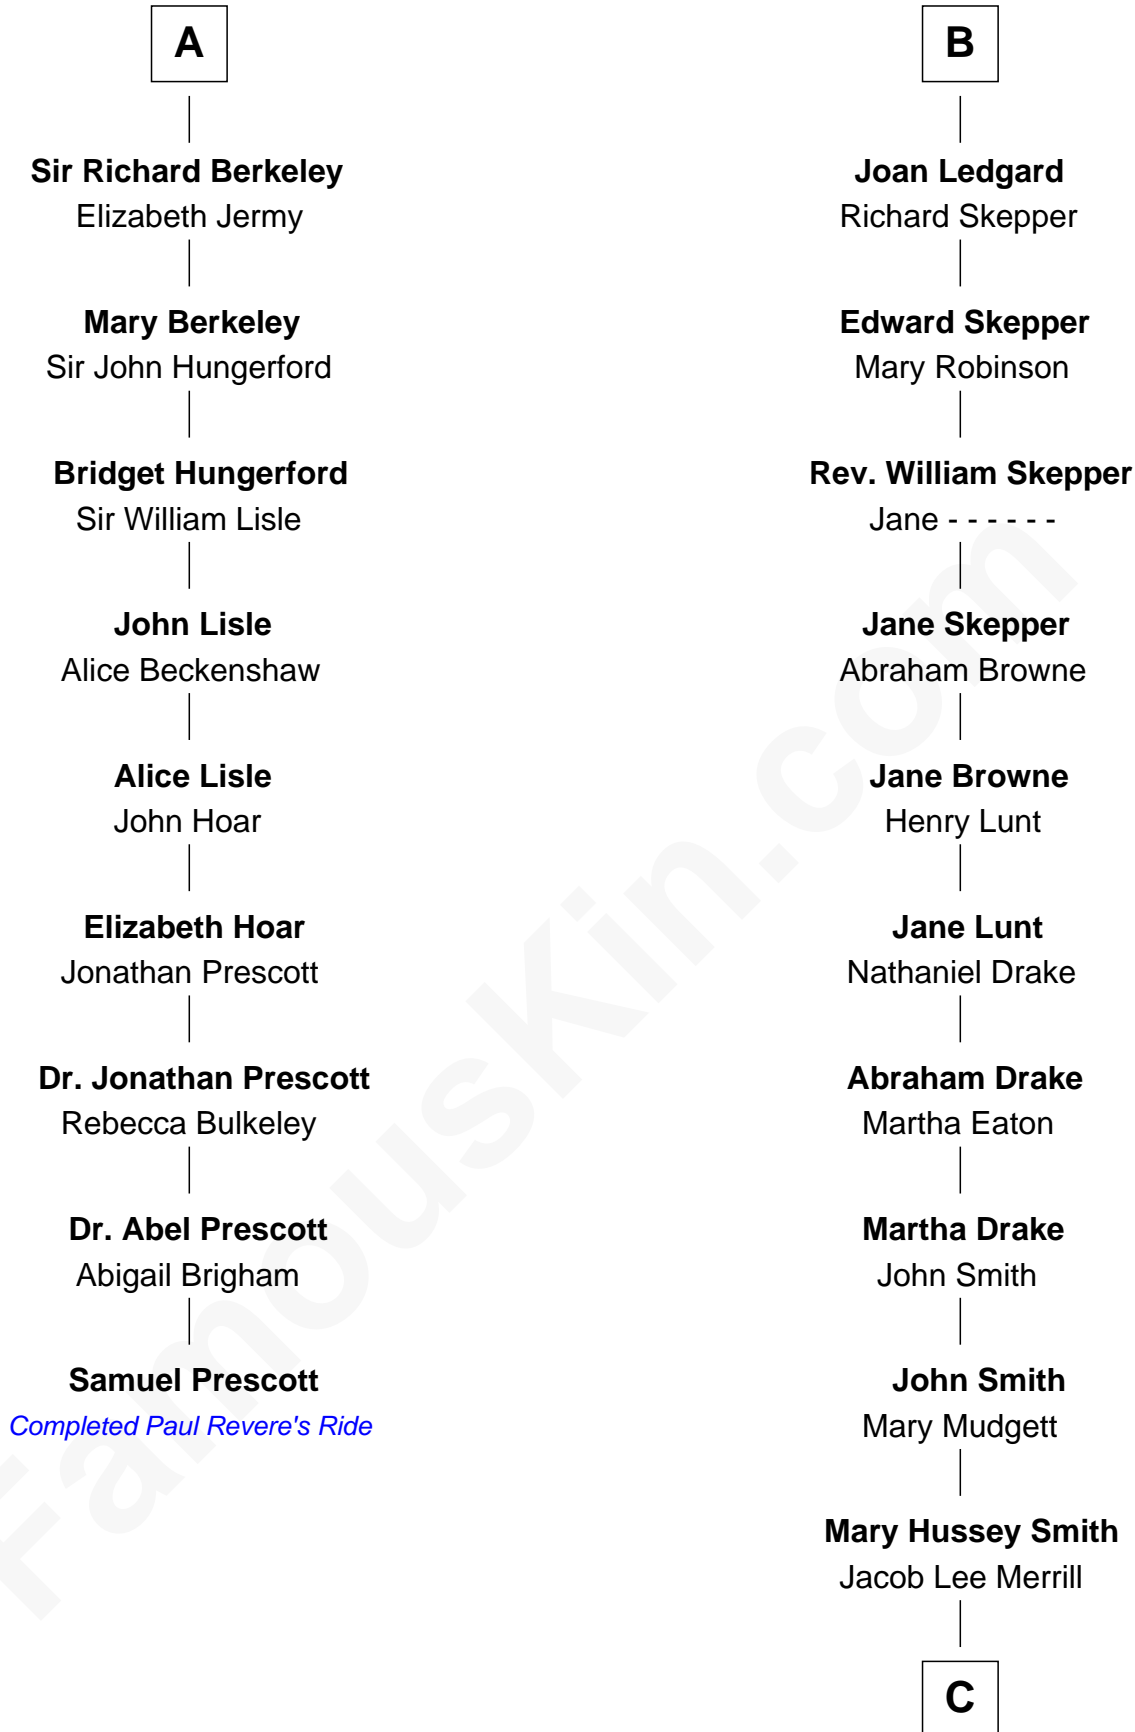 A
Sir Richard Berkeley
Elizabeth Jermy
Mary Berkeley
Sir John Hungerford
Bridget Hungerford
Sir William Lisle
John Lisle
Alice Beckenshaw
Alice Lisle
John Hoar
Elizabeth Hoar
Jonathan Prescott
Dr. Jonathan Prescott
Rebecca Bulkeley
Dr. Abel Prescott
Abigail Brigham
Samuel Prescott
Completed Paul Revere's Ride
B
Joan Ledgard
Richard Skepper
Edward Skepper
Mary Robinson
Rev. William Skepper
Jane - - - - - -
Jane Skepper
Abraham Browne
Jane Browne
Henry Lunt
Jane Lunt
Nathaniel Drake
Abraham Drake
Martha Eaton
Martha Drake
John Smith
John Smith
Mary Mudgett
Mary Hussey Smith
Jacob Lee Merrill
C
FamousKin.com